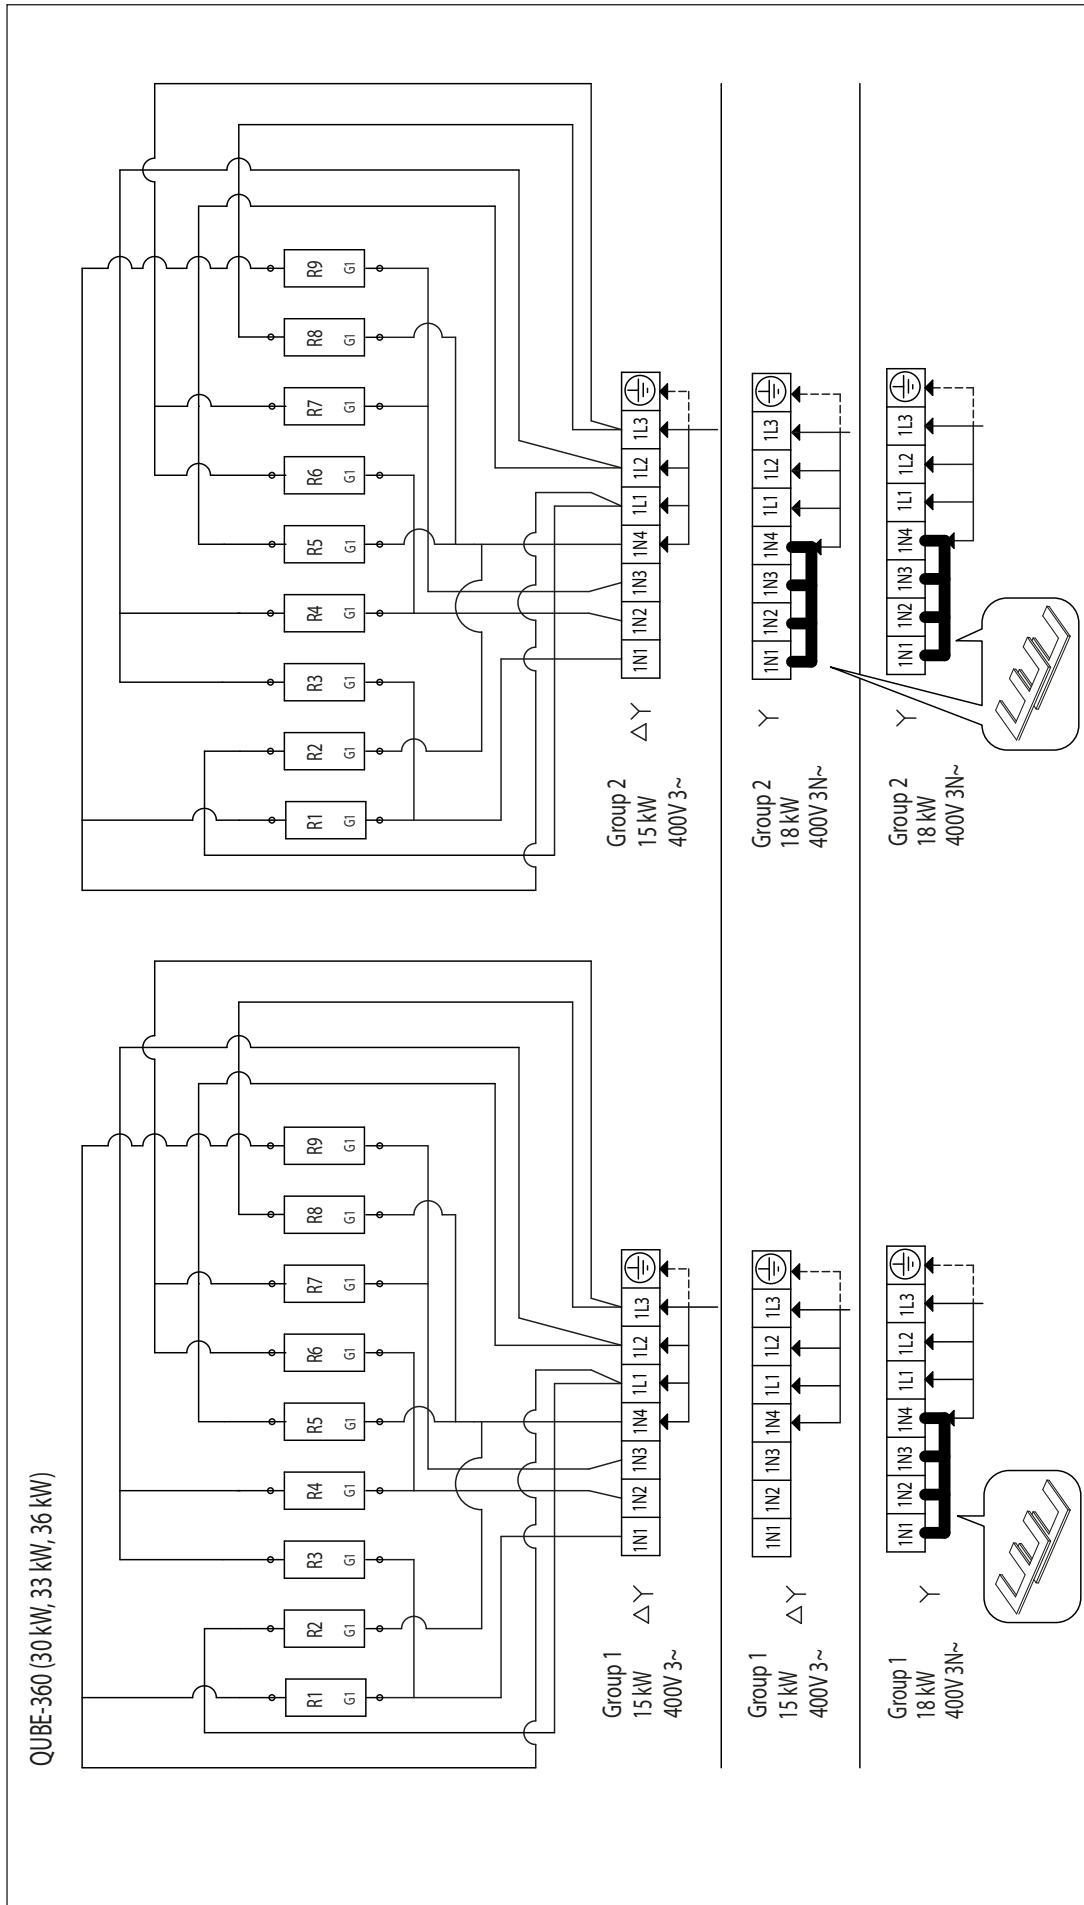 QUBE-360 (30 kW, 33 kW, 36 kW)
R1 R2 R3 R4 R5 R6 R7 R8 R9
G1 G1 G1 G1 G1 G1 G1 G1 G1
R1 R2 R3 R4 R5 R6 R7 R8 R9
G1 G1 G1 G1 G1 G1 G1 G1 G1
Group 1
15 kW
400V 3~
△Y
1N1 1N2 1N3 1N4 1L1 1L2 1L3
Group 2
15 kW
400V 3~
△Y
1N1 1N2 1N3 1N4 1L1 1L2 1L3
Group 1
15 kW
400V 3~
△Y
1N1 1N2 1N3 1N4 1L1 1L2 1L3
Group 2
18 kW
400V 3N~
Y
1N1 1N2 1N3 1N4 1L1 1L2 1L3
Group 1
18 kW
400V 3N~
Y
1N1 1N2 1N3 1N4 1L1 1L2 1L3
Group 2
18 kW
400V 3N~
Y
1N1 1N2 1N3 1N4 1L1 1L2 1L3